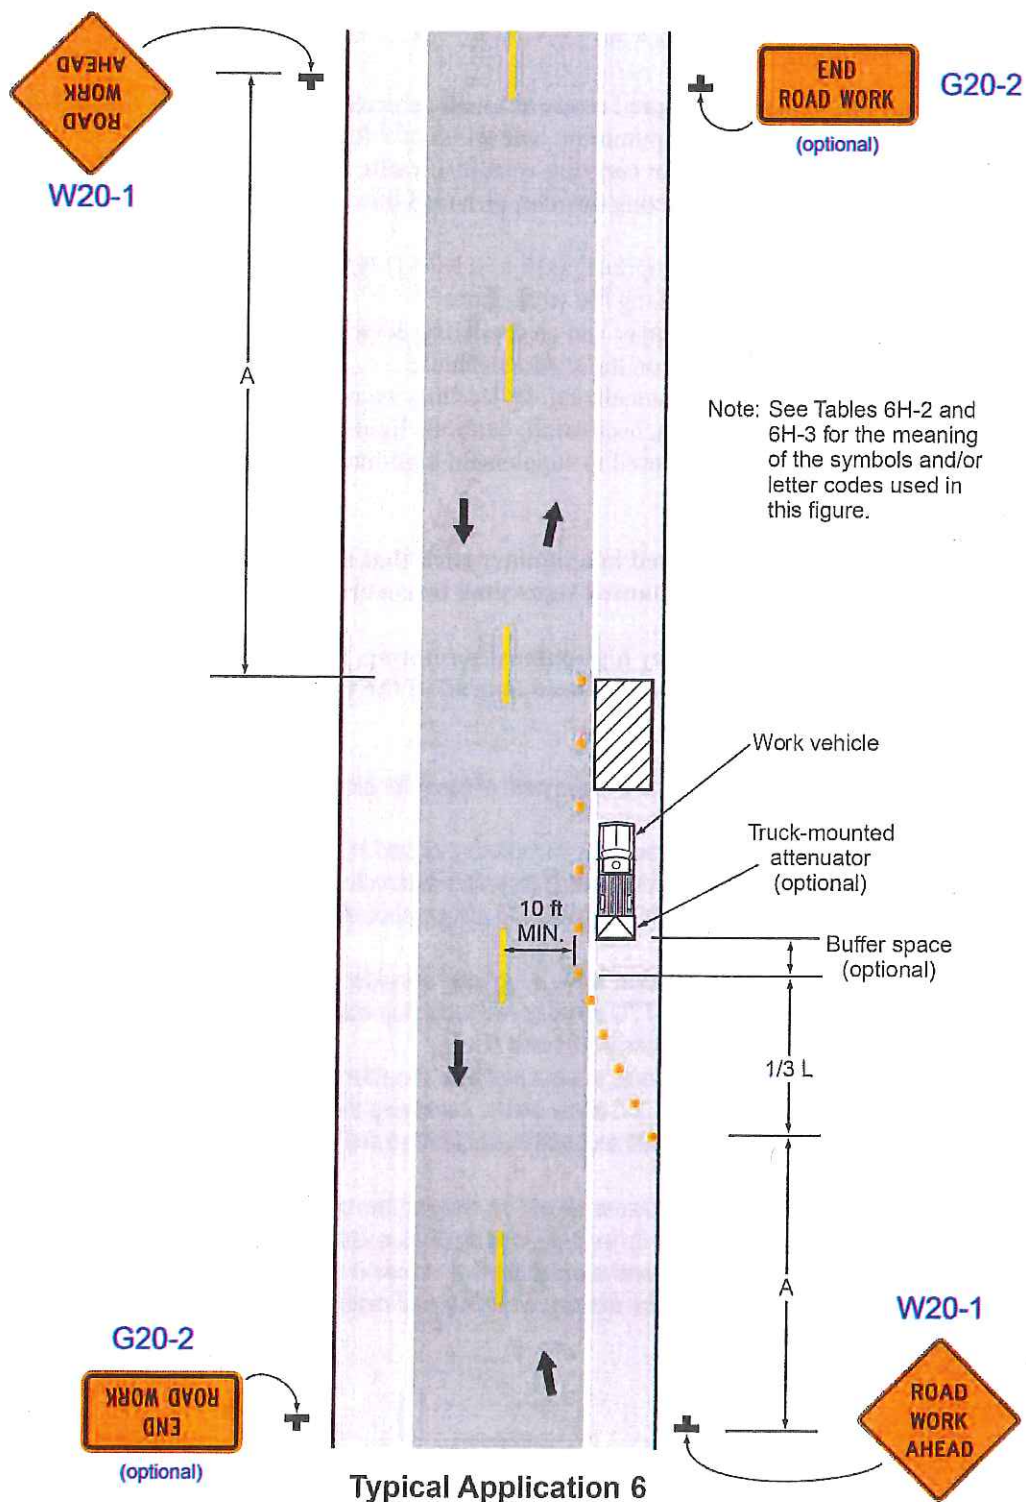 ROAD
WORK
AHEAD
W20-1
END
ROAD WORK
(optional)
G20-2
A
Note: See Tables 6H-2 and
6H-3 for the meaning
of the symbols and/or
letter codes used in
this figure.
Work vehicle
Truck-mounted
attenuator
(optional)
10 ft
MIN.
Buffer space
(optional)
1/3 L
A
G20-2
END
ROAD WORK
(optional)
W20-1
ROAD
WORK
AHEAD
Typical Application 6